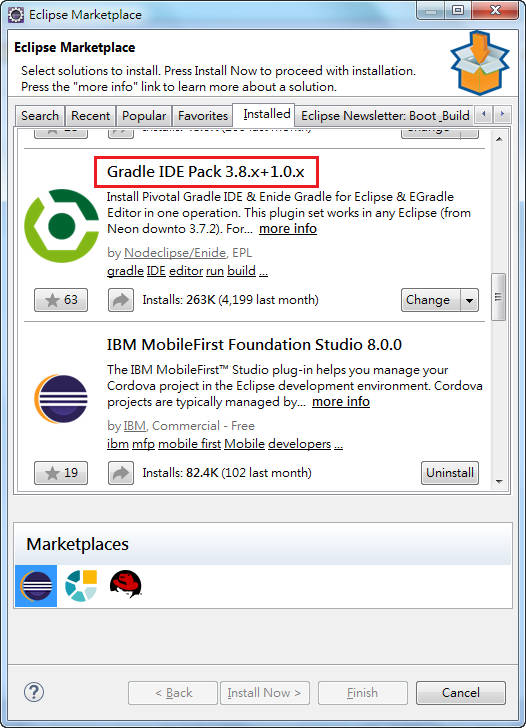 Eclipse Marketplace
Eclipse Marketplace
Select solutions to install. Press Install Now to proceed with installation.
Press the "more info" link to learn more about a solution.
Search Recent Popular Favorites Installed Eclipse Newsletter: Boot _Build
Gradle IDE Pack 3.8.x+1.0.x
Install Pivotal Gradle IDE & Enide Gradle for Eclipse & EGradle
Editor in one operation. This plugin set works in any Eclipse (from
Neon downto 3.7.2). For... more info
by Nodeclipse/Enide, EPL
gradle IDE editor run build ...
63 Installs: 263K (4,199 last month) Change
IBM MobileFirst Foundation Studio 8.0.0
The IBM MobileFirst™ Studio plug-in helps you manage your
Cordova project in the Eclipse development environment. Cordova
projects are typically managed by... more info
by IBM, Commercial - Free
ibm mfp mobile first Mobile developers ...
19 Installs: 82.4K (102 last month) Uninstall
Marketplaces
? < Back Install Now > Finish Cancel